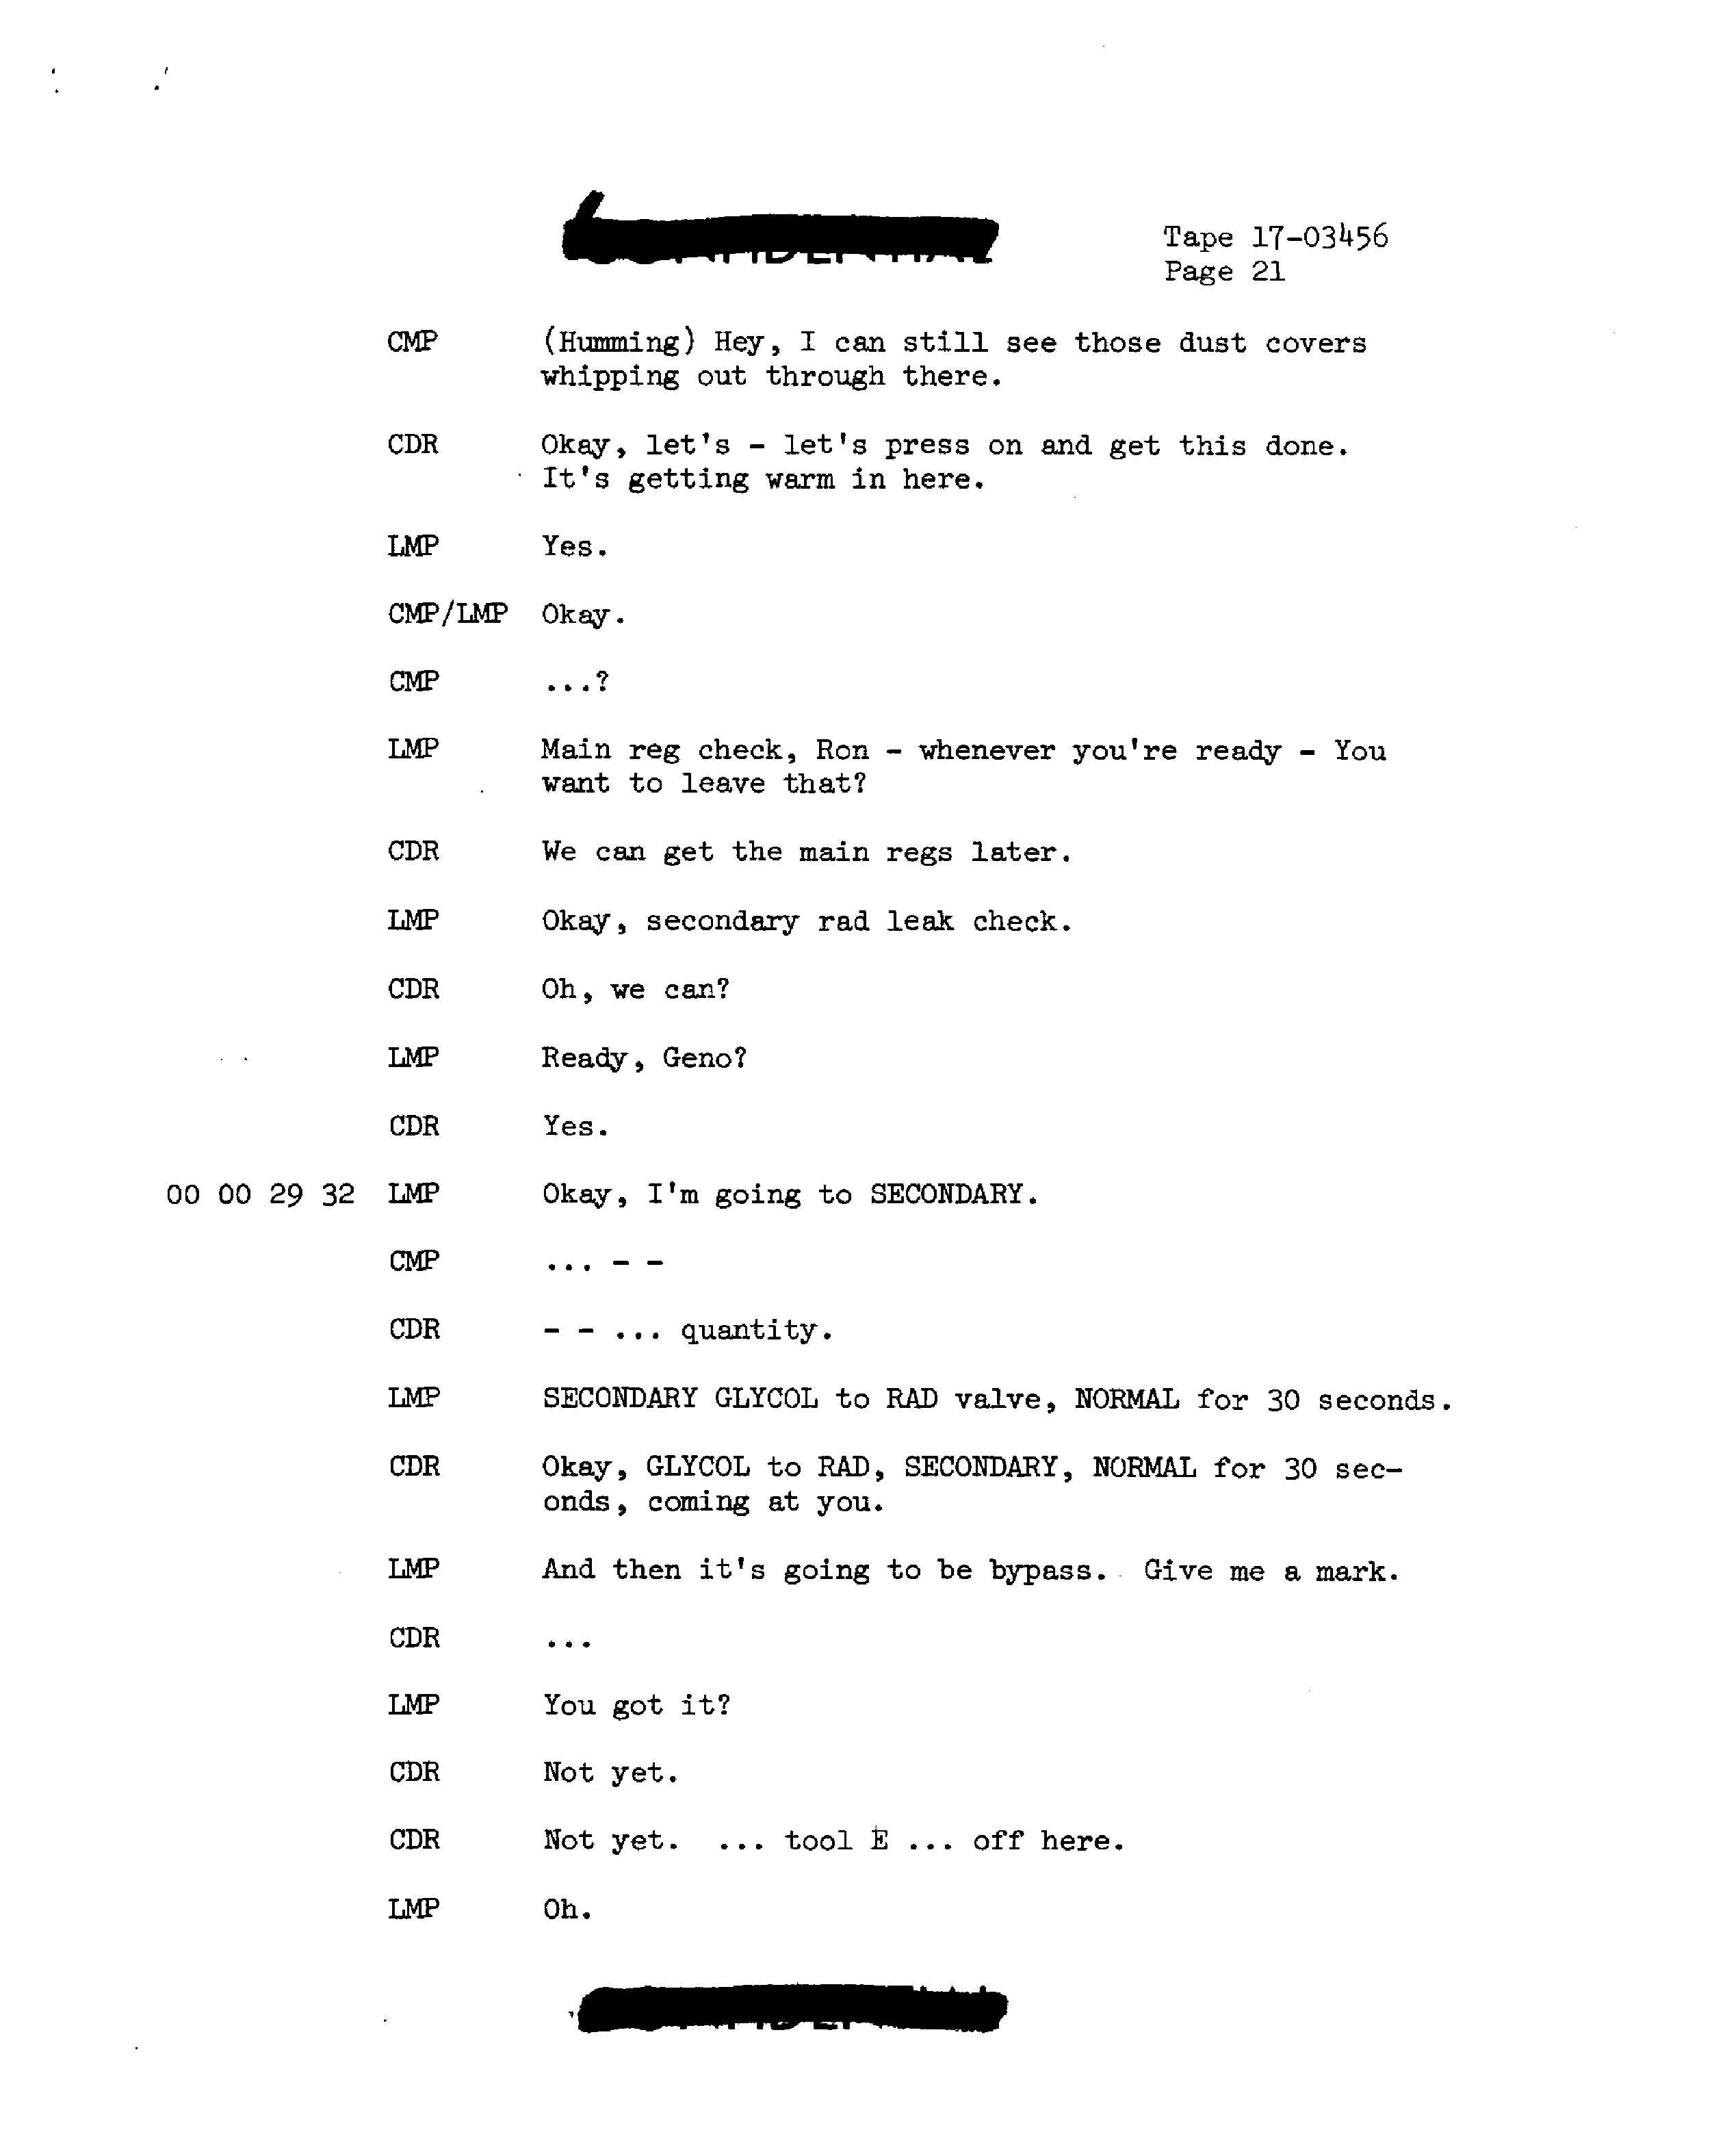 Tape 17-03456
Page 21
CMP (Humming) Hey, I can still see those dust covers
whipping out through there.
CDR Okay, let's - let's press on and get this done.
It's getting warm in here.
LMP Yes.
CMP/LMP Okay.
CMP ...?
LMP Main reg check, Ron - whenever you're ready - You
want to leave that?
CDR We can get the main regs later.
LMP Okay, secondary rad leak check.
CDR Oh, we can?
LMP Ready, Geno?
CDR Yes.
00 00 29 32 LMP Okay, I'm going to SECONDARY.
CMP ... - -
CDR - - ... quantity.
LMP SECONDARY GLYCOL to RAD valve, NORMAL for 30 seconds.
CDR Okay, GLYCOL to RAD, SECONDARY, NORMAL for 30 sec-
onds, coming at you.
LMP And then it's going to be bypass. Give me a mark.
CDR ...
LMP You got it?
CDR Not yet.
CDR Not yet. ... tool E ... off here.
LMP Oh.